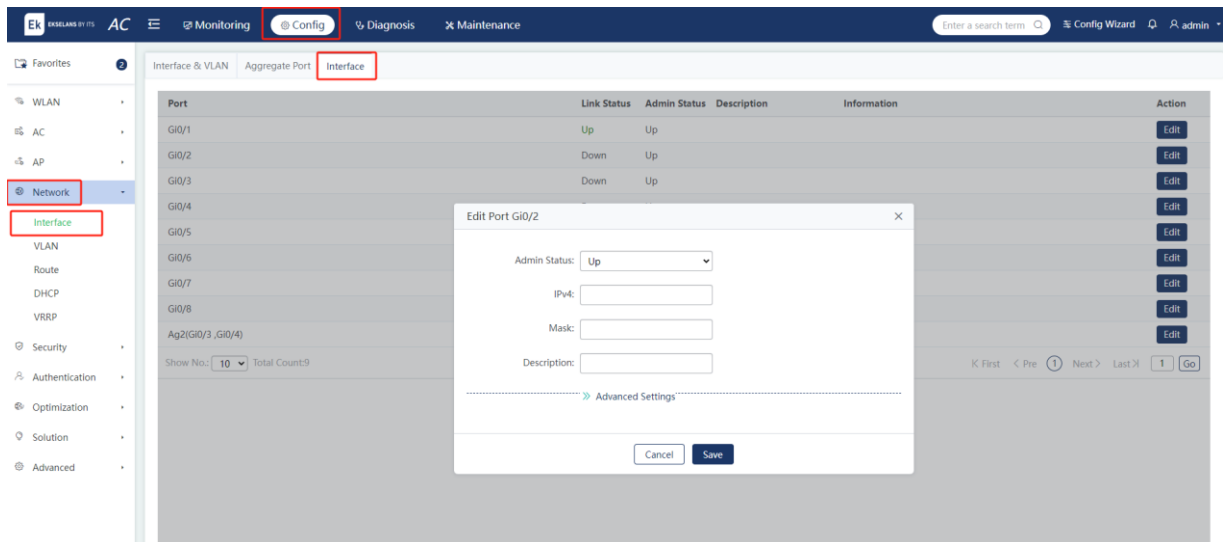 Ek EKSELANS BY ITS AC Monitoring Config Diagnosis Maintenance Enter a search term Config Wizard admin
Favorites 2
Interface & VLAN Aggregate Port Interface
WLAN
AC
AP
Network
Interface
VLAN
Route
DHCP
VRRP
Security
Authentication
Optimization
Solution
Advanced
Port Link Status Admin Status Description Information Action
Gi0/1 Up Up Edit
Gi0/2 Down Up Edit
Gi0/3 Down Up Edit
Gi0/4 Edit
Gi0/5 Edit
Gi0/6 Edit
Gi0/7 Edit
Gi0/8 Edit
Ag2(Gi0/3 ,Gi0/4) Edit
Show No.: 10 Total Count:9 First Pre 1 Next Last 1 Go
Edit Port Gi0/2
Admin Status: Up
IPv4:
Mask:
Description:
Advanced Settings
Cancel Save